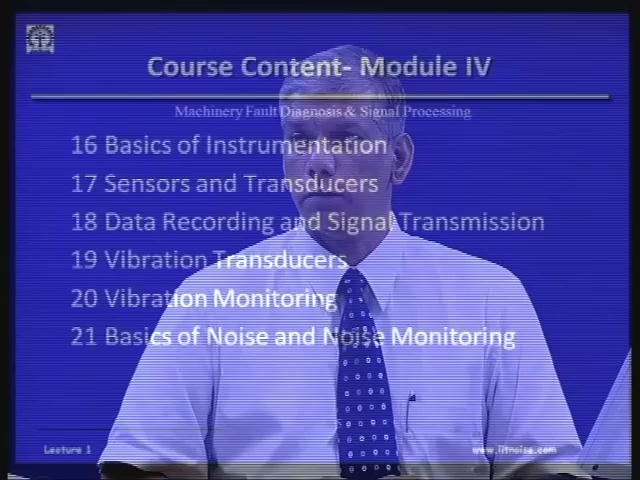 Course Content- Module IV
Machinery Fault Diagnosis & Signal Processing
16 Basics of Instrumentation
17 Sensors and Transducers
18 Data Recording and Signal Transmission
19 Vibration Transducers
20 Vibration Monitoring
21 Basics of Noise and Noise Monitoring
Lecture 1
www.iitnoise.com